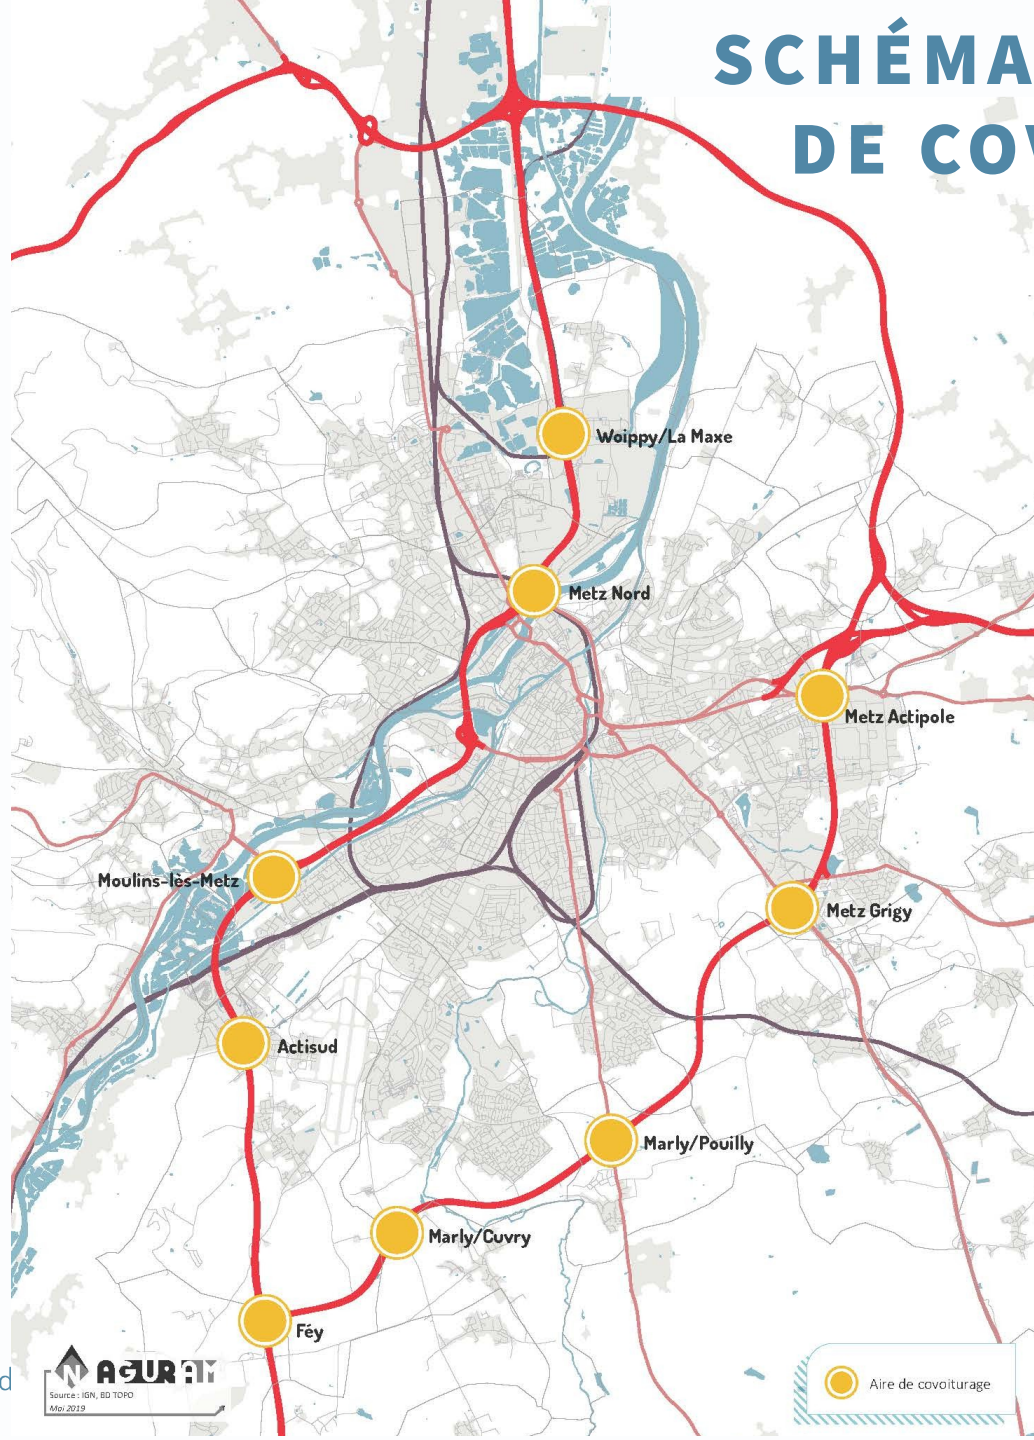 SCHÉMA
DE COV
Woippy/La Maxe
Metz Nord
Metz Actipole
Moulins-lès-Metz
Metz Grigy
Actisud
Marly/Pouilly
Marly/Cuvry
Féy
d
N AGURAM
Source : IGN, BD TOPO
Mai 2019
Aire de covoiturage